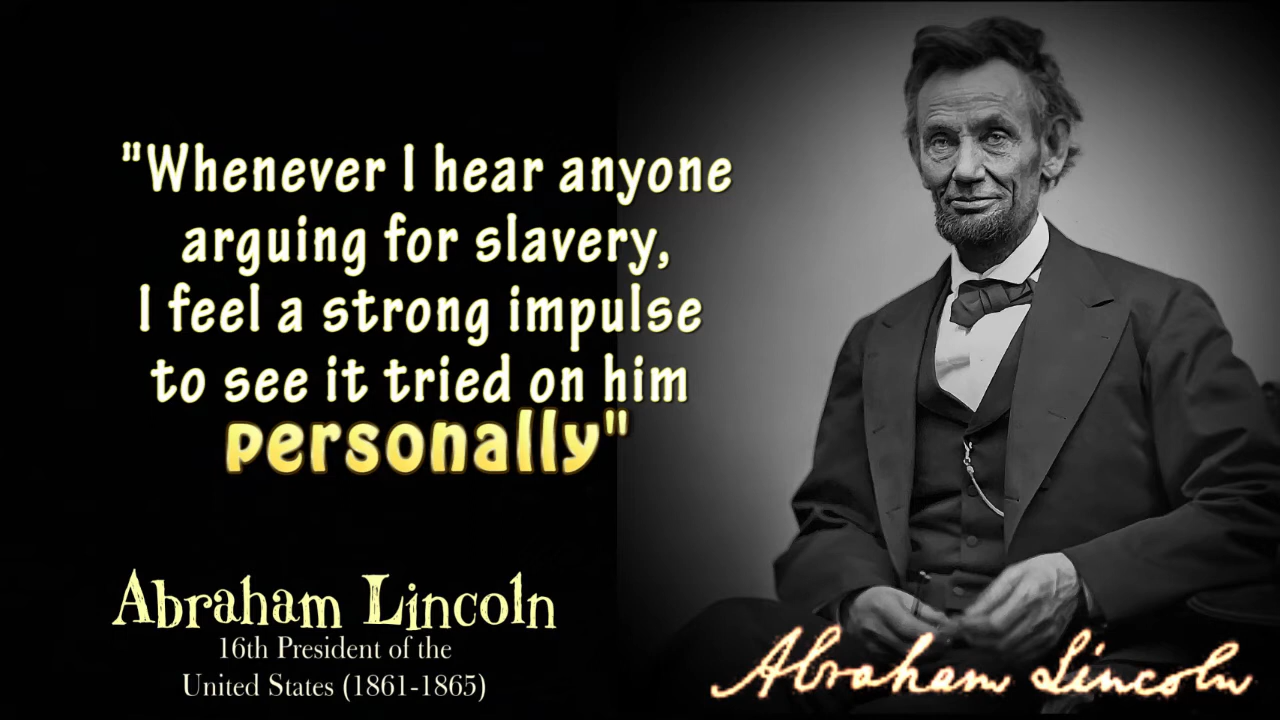 "Whenever I hear anyone
arguing for slavery,
I feel a strong impulse
to see it tried on him
personally"
Abraham Lincoln
16th President of the
United States (1861-1865)
Abraham Lincoln